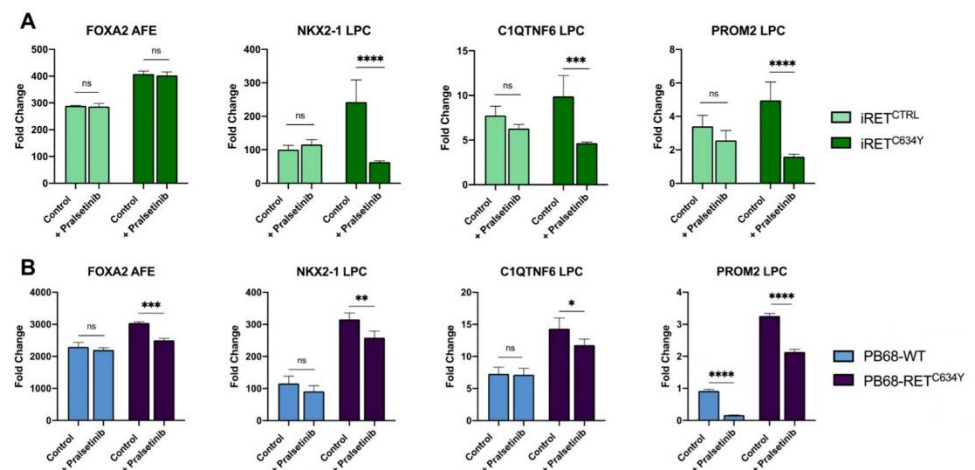 A
FOXA2 AFE
NKX2-1 LPC
C1QTNF6 LPC
PROM2 LPC
Fold Change
500
400
300
200
100
0
ns
ns
Control
+ Pralsetinib
Control
+ Pralsetinib
Fold Change
400
300
200
100
0
ns
****
Control
+ Pralsetinib
Control
+ Pralsetinib
Fold Change
15
10
5
0
ns
***
Control
+ Pralsetinib
Control
+ Pralsetinib
Fold Change
8
6
4
2
0
ns
****
Control
+ Pralsetinib
Control
+ Pralsetinib
iRETCTRL
iRETC634Y
B
FOXA2 AFE
NKX2-1 LPC
C1QTNF6 LPC
PROM2 LPC
Fold Change
4000
3000
2000
1000
0
ns
***
Control
+ Pralsetinib
Control
+ Pralsetinib
Fold Change
400
300
200
100
0
ns
**
Control
+ Pralsetinib
Control
+ Pralsetinib
Fold Change
20
15
10
5
0
ns
*
Control
+ Pralsetinib
Control
+ Pralsetinib
Fold Change
4
3
2
1
0
****
****
Control
+ Pralsetinib
Control
+ Pralsetinib
PB68-WT
PB68-RETC634Y